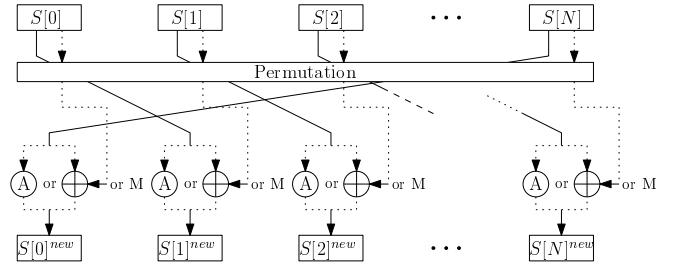 S[0] S[1] S[2] ··· S[N]
Permutation
A or ⊕ or M A or ⊕ or M A or ⊕ or M A or ⊕ or M
S[0]^{new} S[1]^{new} S[2]^{new} ··· S[N]^{new}